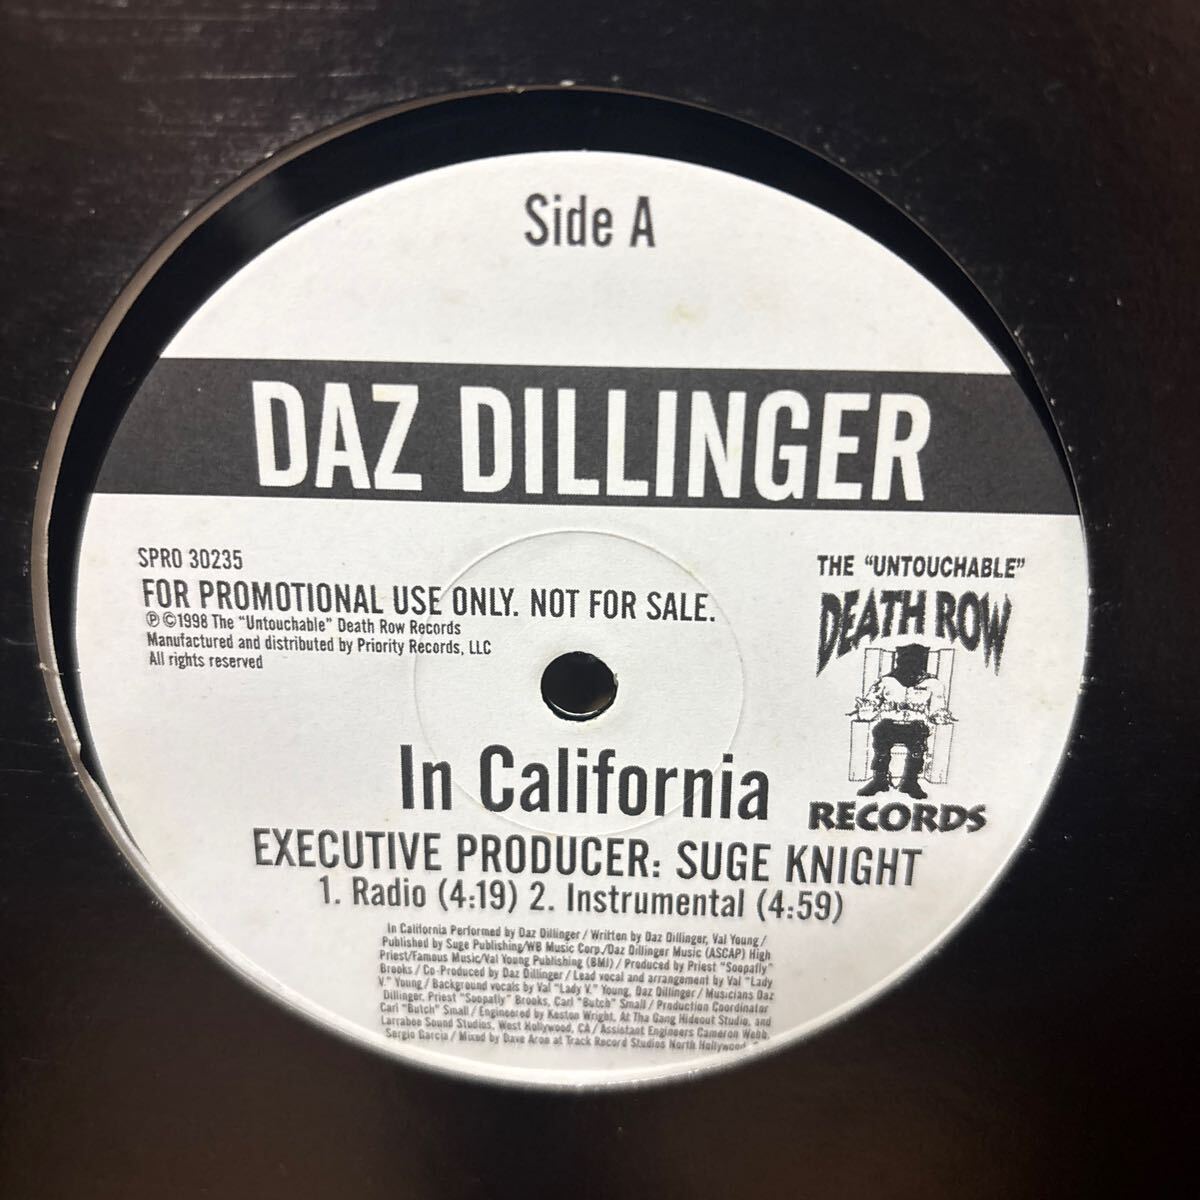 Side A
DAZ DILLINGER
SPRO 30235
FOR PROMOTIONAL USE ONLY. NOT FOR SALE.
℗ ©1998 The "Untouchable" Death Row Records
Manufactured and distributed by Priority Records, LLC
All rights reserved
THE "UNTOUCHABLE"
DEATH ROW
RECORDS
In California
EXECUTIVE PRODUCER: SUGE KNIGHT
1. Radio (4:19) 2. Instrumental (4:59)
In California Performed by Daz Dillinger / Written by Daz Dillinger, Val Young /
Published by Suge Publishing/WB Music Corp./Daz Dillinger Music (ASCAP) High
Priest/Famous Music/Val Young Publishing (BMI) / Produced by Priest "Soopafly"
Brooks / Co-Produced by Daz Dillinger / Lead vocal and arrangement by Val "Lady
V." Young / Background vocals by Val "Lady V." Young, Daz Dillinger / Musicians Daz
Dillinger, Priest "Soopafly" Brooks, Carl "Butch" Small / Production Coordinator
Carl "Butch" Small / Engineered by Keston Wright, At Tha Gang Hideout Studio, and
Larrabee Sound Studios, West Hollywood, CA / Assistant Engineers Cameron Webb,
Sergio Garcia / Mixed by Dave Aron at Track Record Studios North Hollywood,